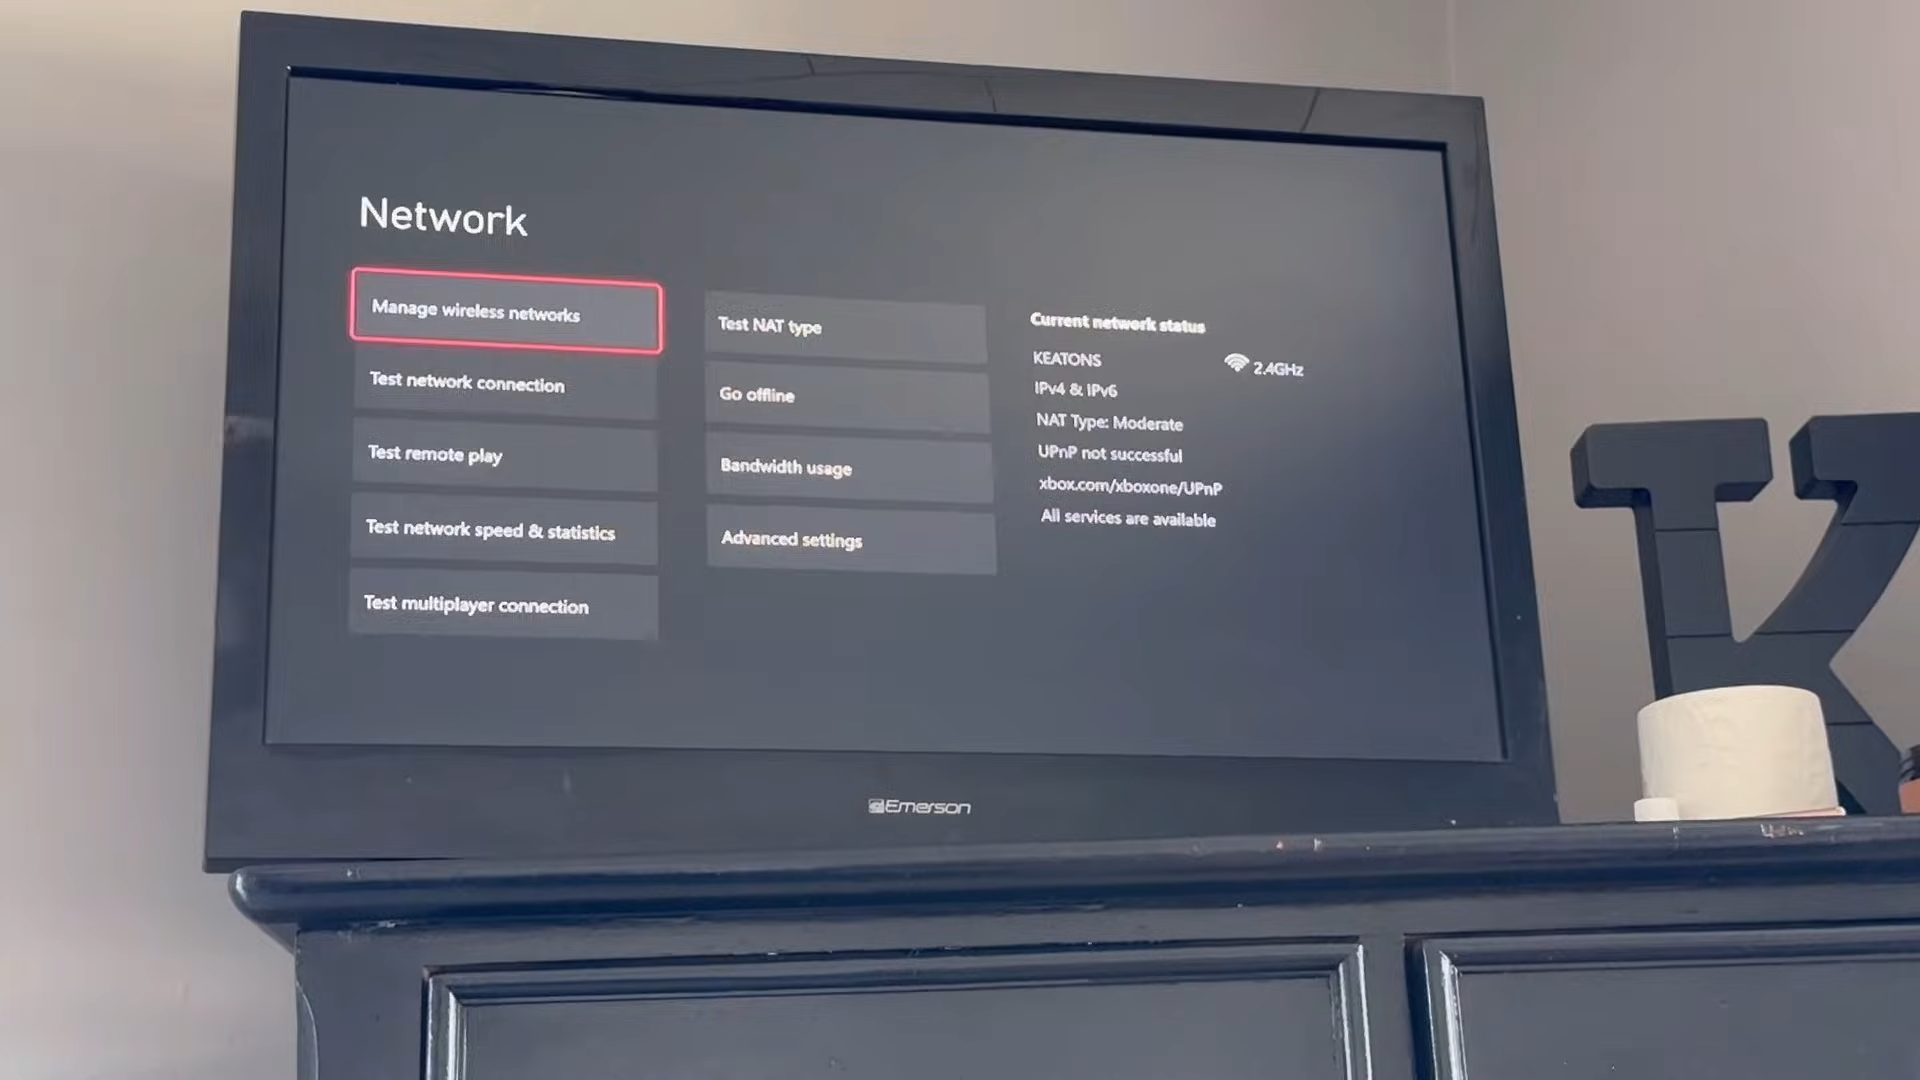 Network
Manage wireless networks
Test network connection
Test remote play
Test network speed & statistics
Test multiplayer connection
Test NAT type
Go offline
Bandwidth usage
Advanced settings
Current network status
KEATONS 2.4GHz
IPv4 & IPv6
NAT Type: Moderate
UPnP not successful
xbox.com/xboxone/UPnP
All services are available
Emerson
K